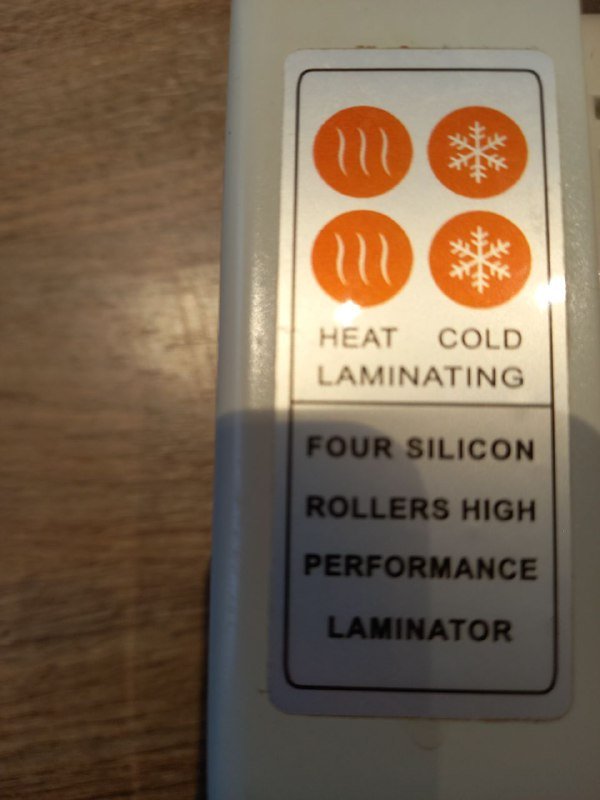 HEAT COLD
LAMINATING
FOUR SILICON
ROLLERS HIGH
PERFORMANCE
LAMINATOR